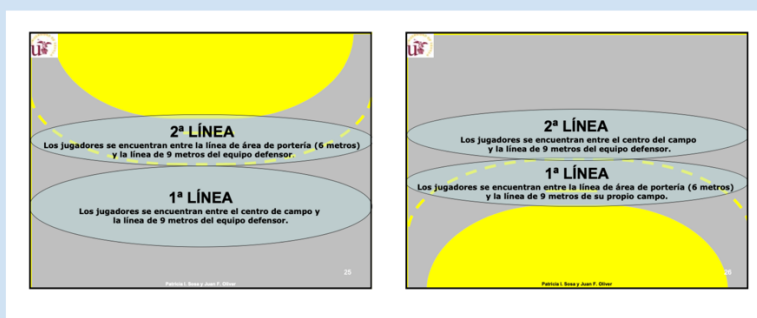 2ª LÍNEA
Los jugadores se encuentran entre la línea de área de portería (6 metros)
y la línea de 9 metros del equipo defensor.
1ª LÍNEA
Los jugadores se encuentran entre el centro de campo y
la línea de 9 metros del equipo defensor.
25
Patricia I. Sosa y Juan F. Oliver
2ª LÍNEA
Los jugadores se encuentran entre el centro del campo
y la línea de 9 metros del equipo defensor.
1ª LÍNEA
Los jugadores se encuentran entre la línea de área de portería (6 metros)
y la línea de 9 metros de su propio campo.
26
Patricia I. Sosa y Juan F. Oliver